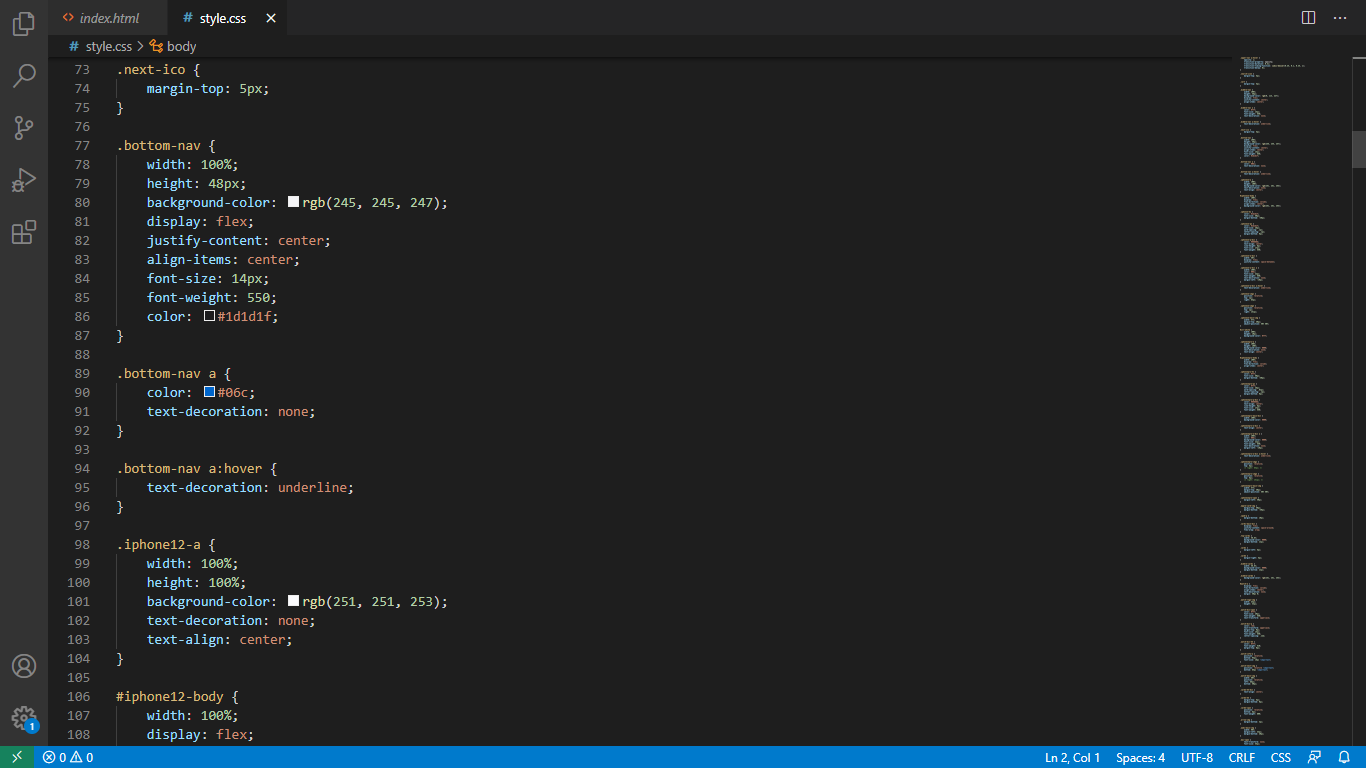 index.html
style.css
style.css
body
73 .next-ico {
74     margin-top: 5px;
75 }
76
77 .bottom-nav {
78     width: 100%;
79     height: 48px;
80     background-color: rgb(245, 245, 247);
81     display: flex;
82     justify-content: center;
83     align-items: center;
84     font-size: 14px;
85     font-weight: 550;
86     color: #1d1d1f;
87 }
88
89 .bottom-nav a {
90     color: #06c;
91     text-decoration: none;
92 }
93
94 .bottom-nav a:hover {
95     text-decoration: underline;
96 }
97
98 .iphone12-a {
99     width: 100%;
100     height: 100%;
101     background-color: rgb(251, 251, 253);
102     text-decoration: none;
103     text-align: center;
104 }
105
106 #iphone12-body {
107     width: 100%;
108     display: flex;
1
0 0
Ln 2, Col 1
Spaces: 4
UTF-8
CRLF
CSS